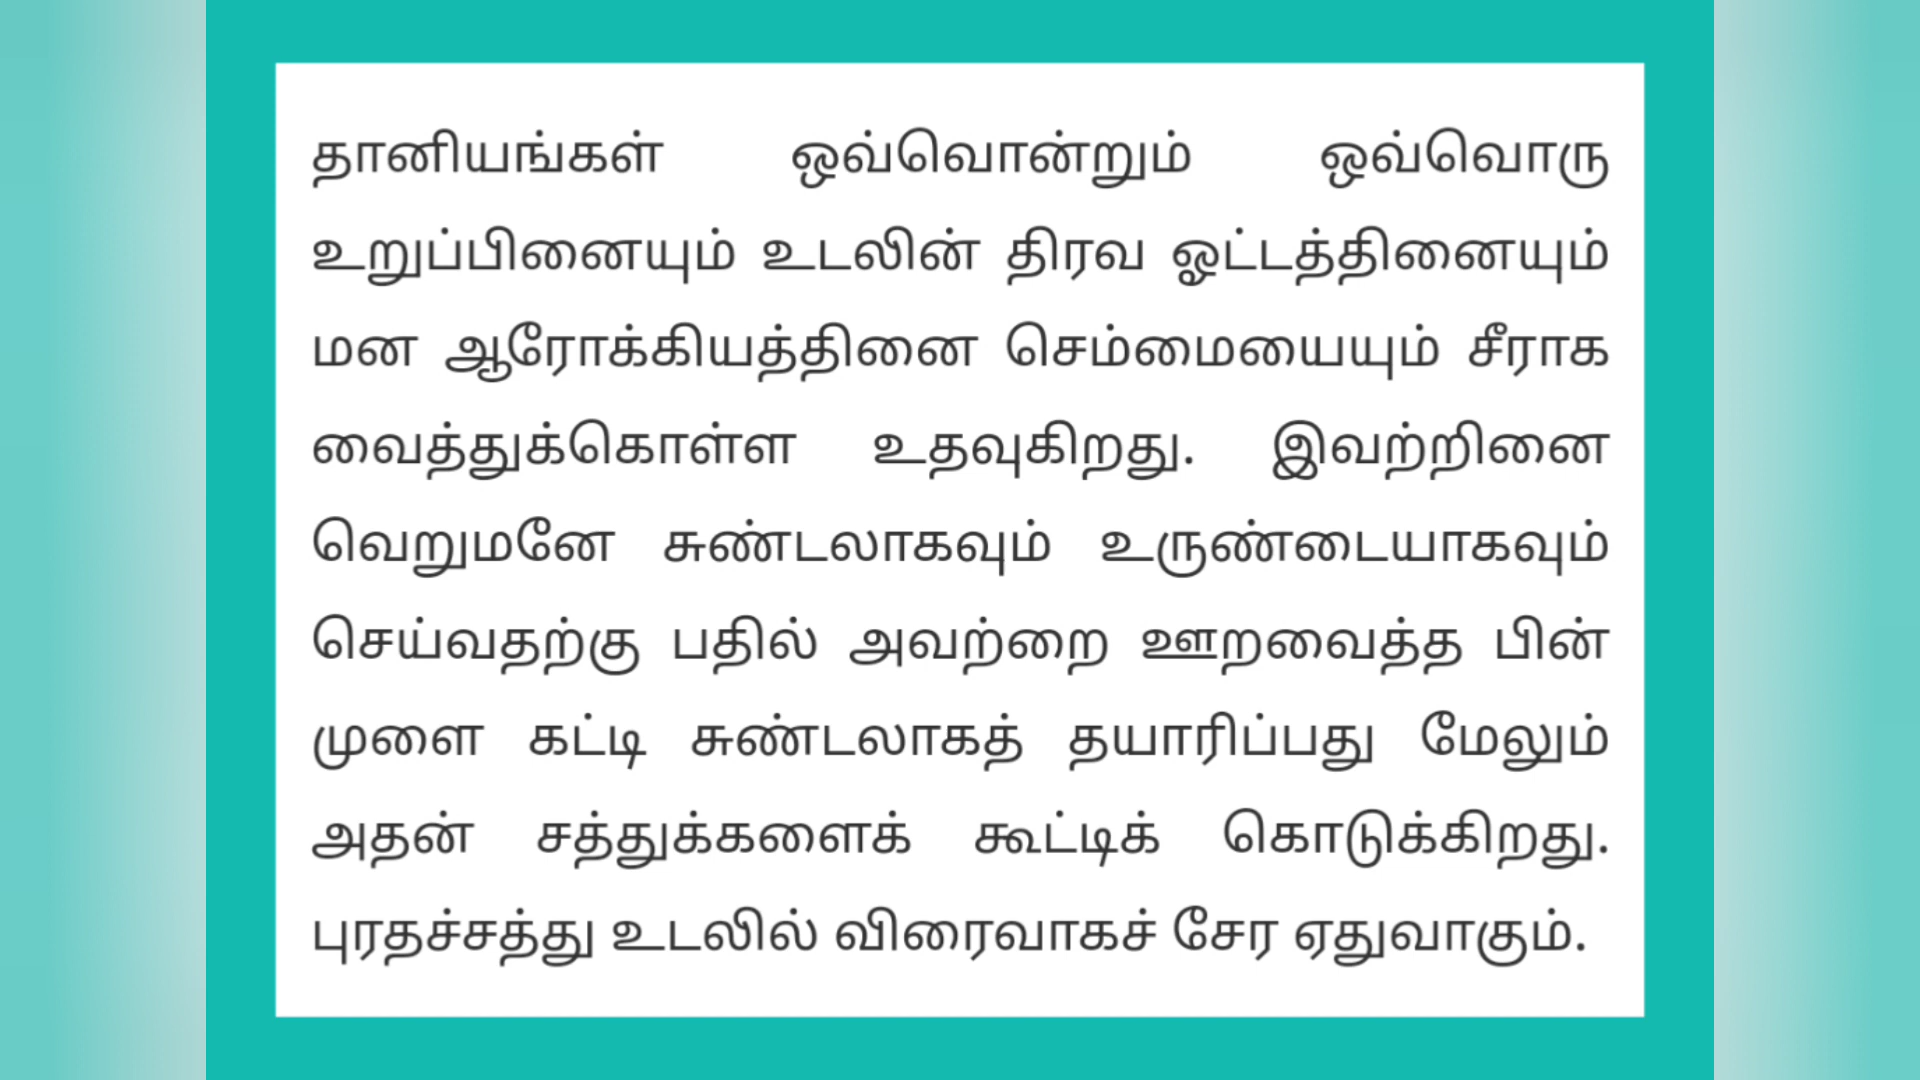 தானியங்கள் ஒவ்வொன்றும் ஒவ்வொரு
உறுப்பினையும் உடலின் திரவ ஓட்டத்தினையும்
மன ஆரோக்கியத்தினை செம்மையையும் சீராக
வைத்துக்கொள்ள உதவுகிறது. இவற்றினை
வெறுமனே சுண்டலாகவும் உருண்டையாகவும்
செய்வதற்கு பதில் அவற்றை ஊறவைத்த பின்
முளை கட்டி சுண்டலாகத் தயாரிப்பது மேலும்
அதன் சத்துக்களைக் கூட்டிக் கொடுக்கிறது.
புரதச்சத்து உடலில் விரைவாகச் சேர ஏதுவாகும்.